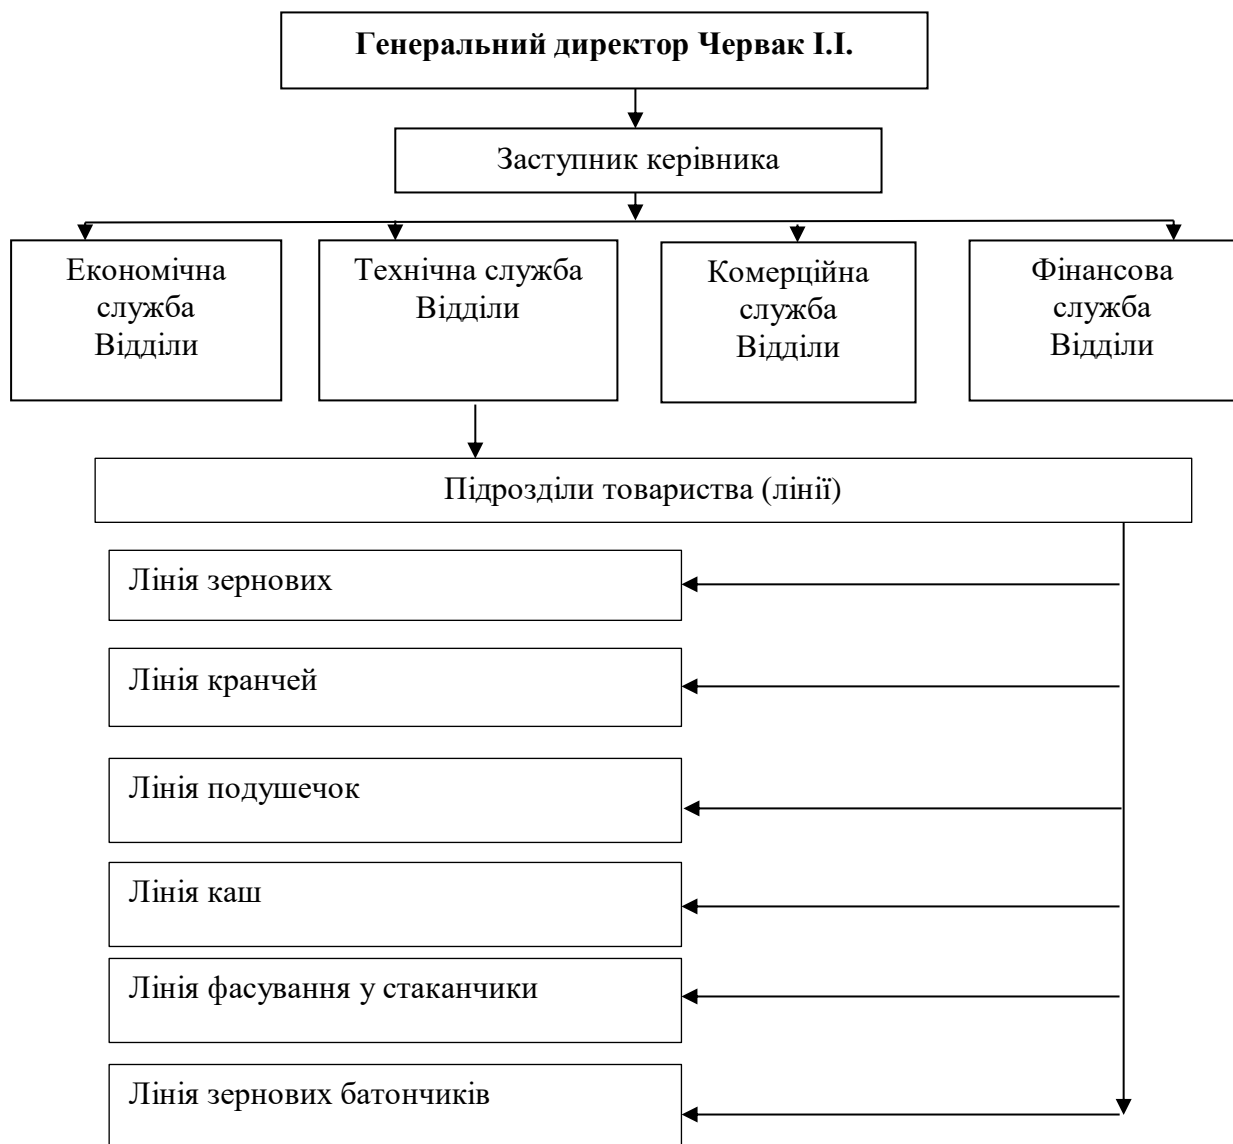 Генеральний директор Червак І.І.
Заступник керівника
Економічна
служба
Відділи
Технічна служба
Відділи
Комерційна
служба
Відділи
Фінансова
служба
Відділи
Підрозділи товариства (лінії)
Лінія зернових
Лінія кранчей
Лінія подушечок
Лінія каш
Лінія фасування у стаканчики
Лінія зернових батончиків